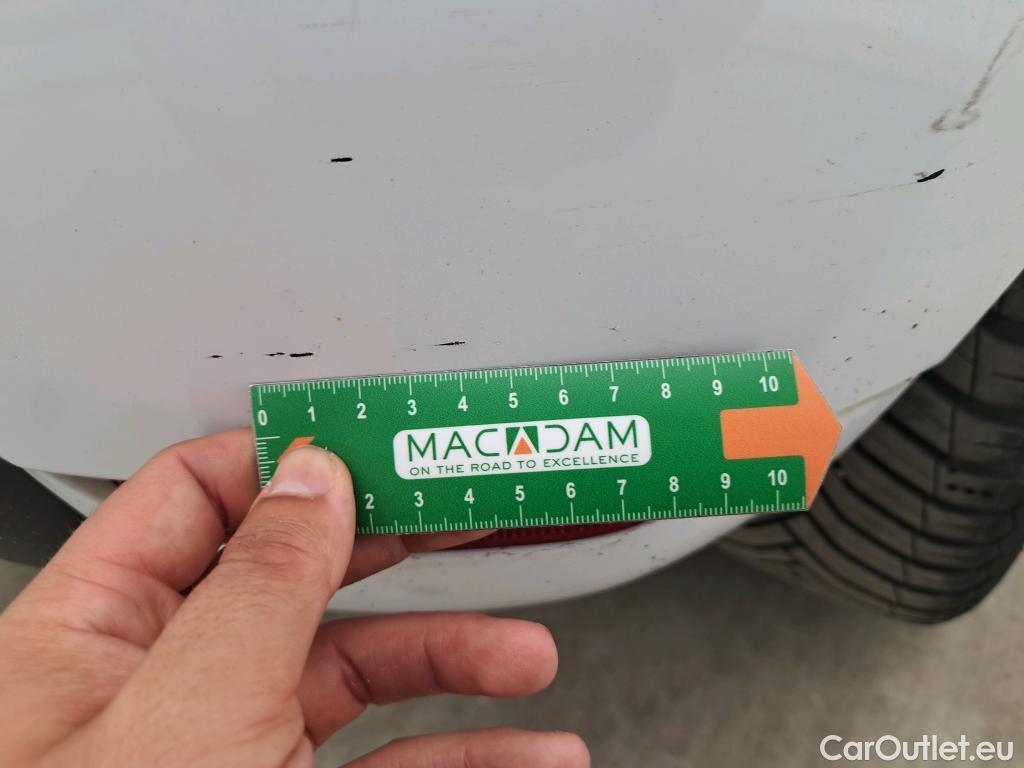 0 1 2 3 4 5 6 7 8 9 10
MACADAM
ON THE ROAD TO EXCELLENCE
2 3 4 5 6 7 8 9 10
CarOutlet.eu